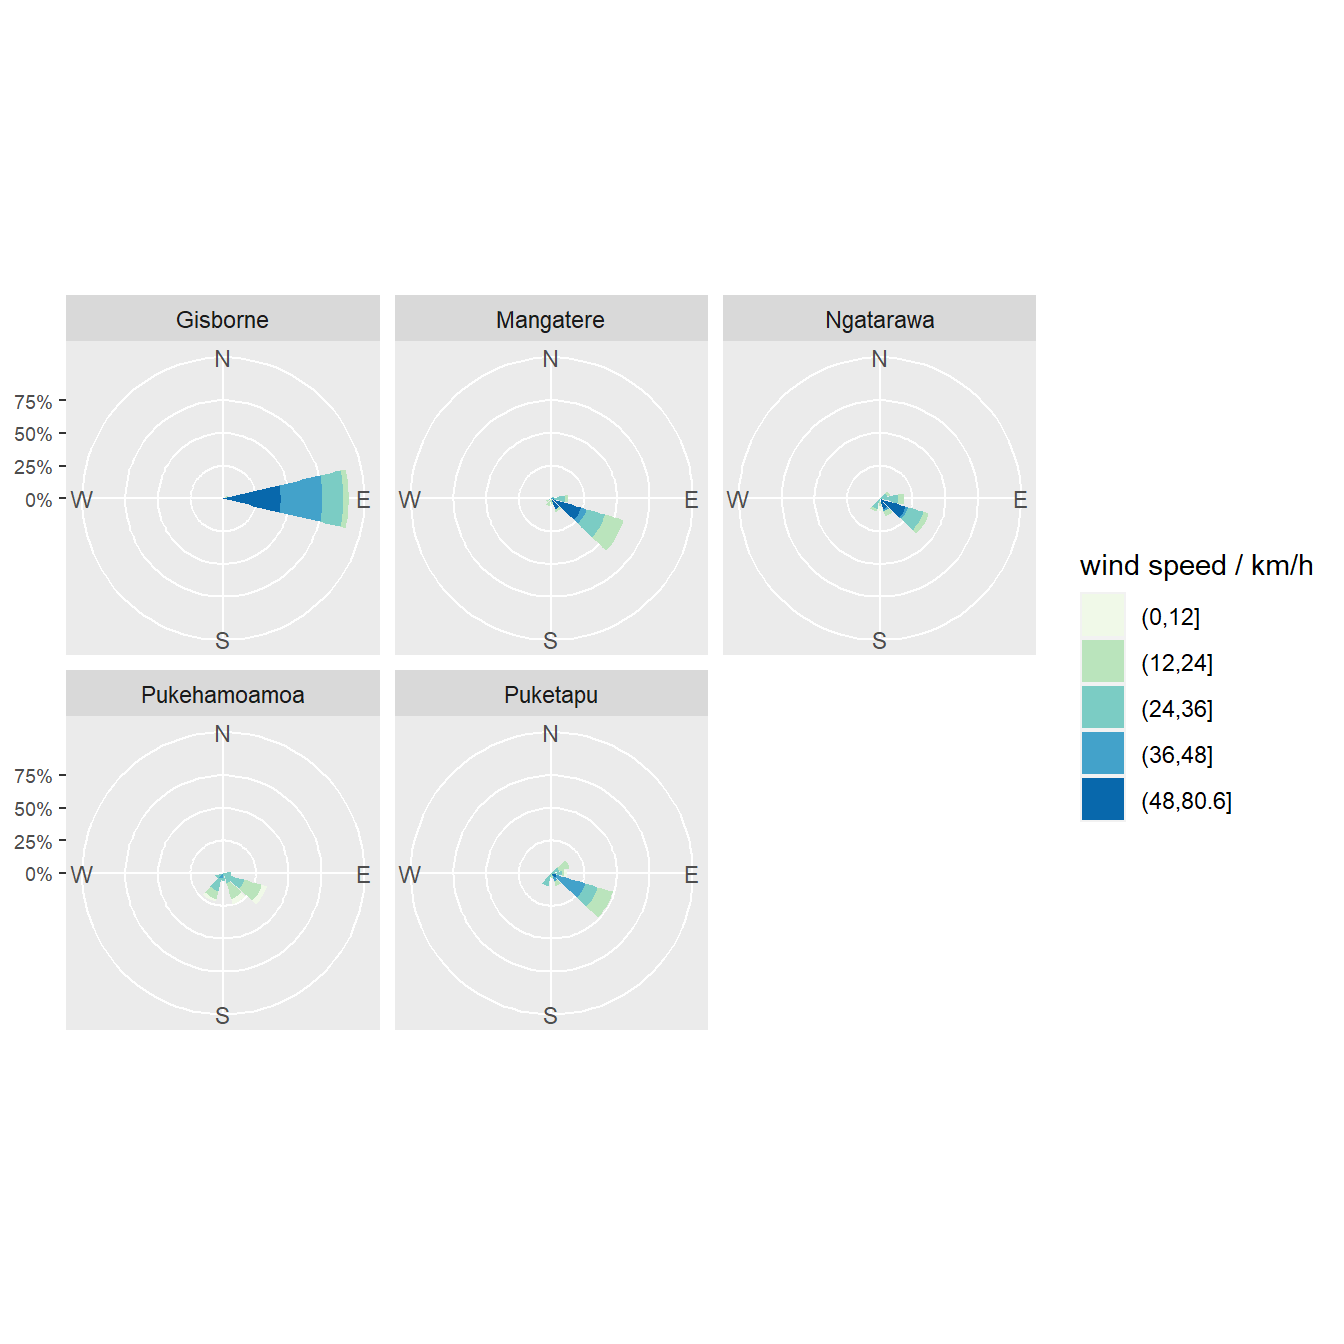 Gisborne
Mangatere
Ngatarawa
N
N
N
75%
50%
25%
0%
W
E
W
E
W
E
S
S
S
Pukehamoamoa
Puketapu
N
N
75%
50%
25%
0%
W
E
W
E
S
S
wind speed / km/h
(0,12]
(12,24]
(24,36]
(36,48]
(48,80.6]